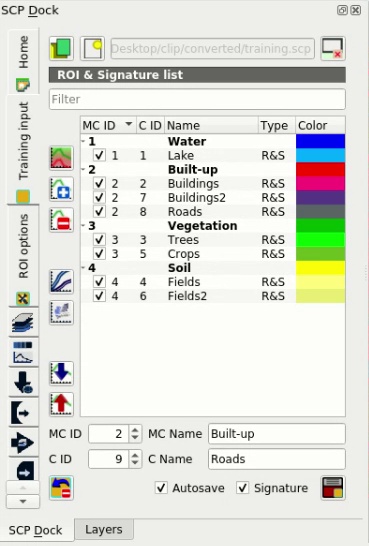 SCP Dock
Home
Training input
ROI options
Desktop/clip/converted/training.scp
ROI & Signature list
Filter
MC ID C ID Name Type Color
1 Water
1 1 Lake R&S
2 Built-up
2 2 Buildings R&S
2 7 Buildings2 R&S
2 8 Roads R&S
3 Vegetation
3 3 Trees R&S
3 5 Crops R&S
4 Soil
4 4 Fields R&S
4 6 Fields2 R&S
MC ID 2 MC Name Built-up
C ID 9 C Name Roads
Autosave Signature
SCP Dock Layers